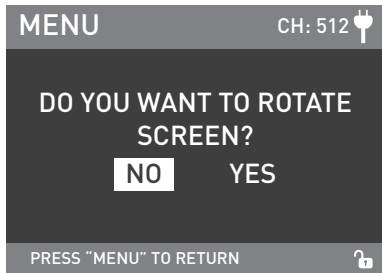 MENU CH: 512
DO YOU WANT TO ROTATE
SCREEN?
NO YES
PRESS “MENU” TO RETURN